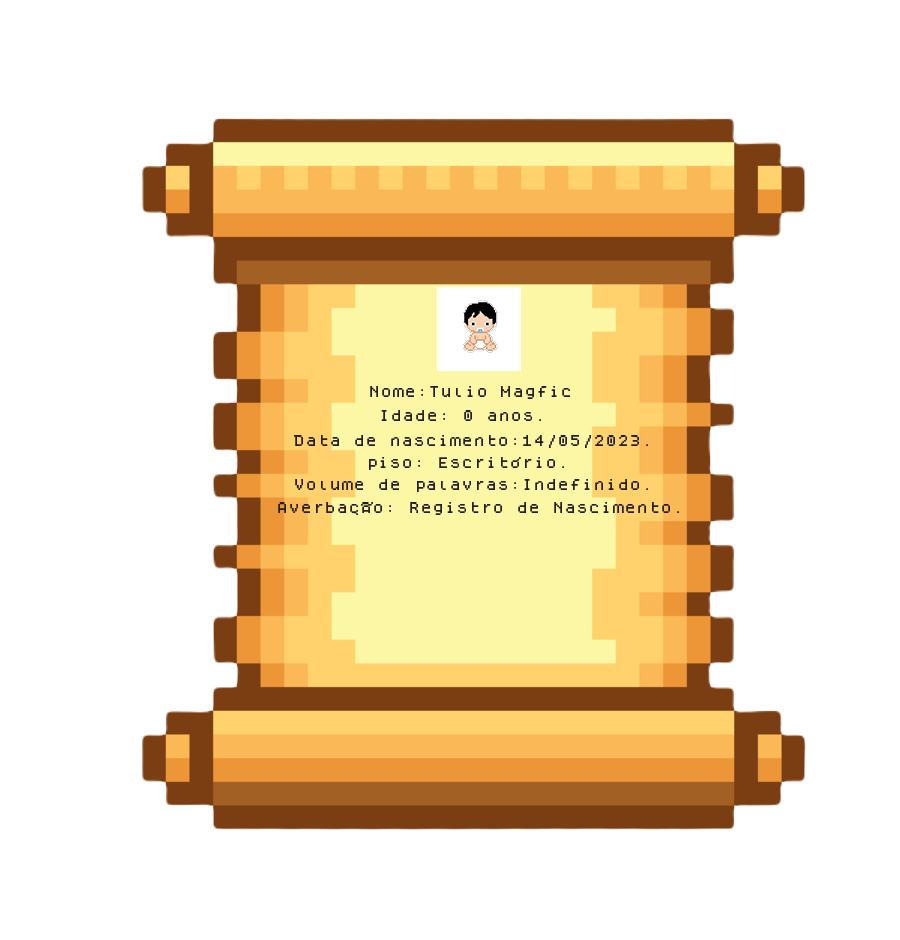 Nome:Tulio Magfic
Idade: 0 anos.
Data de nascimento:14/05/2023.
piso: Escritório.
Volume de palavras:Indefinido.
Averbação: Registro de Nascimento.